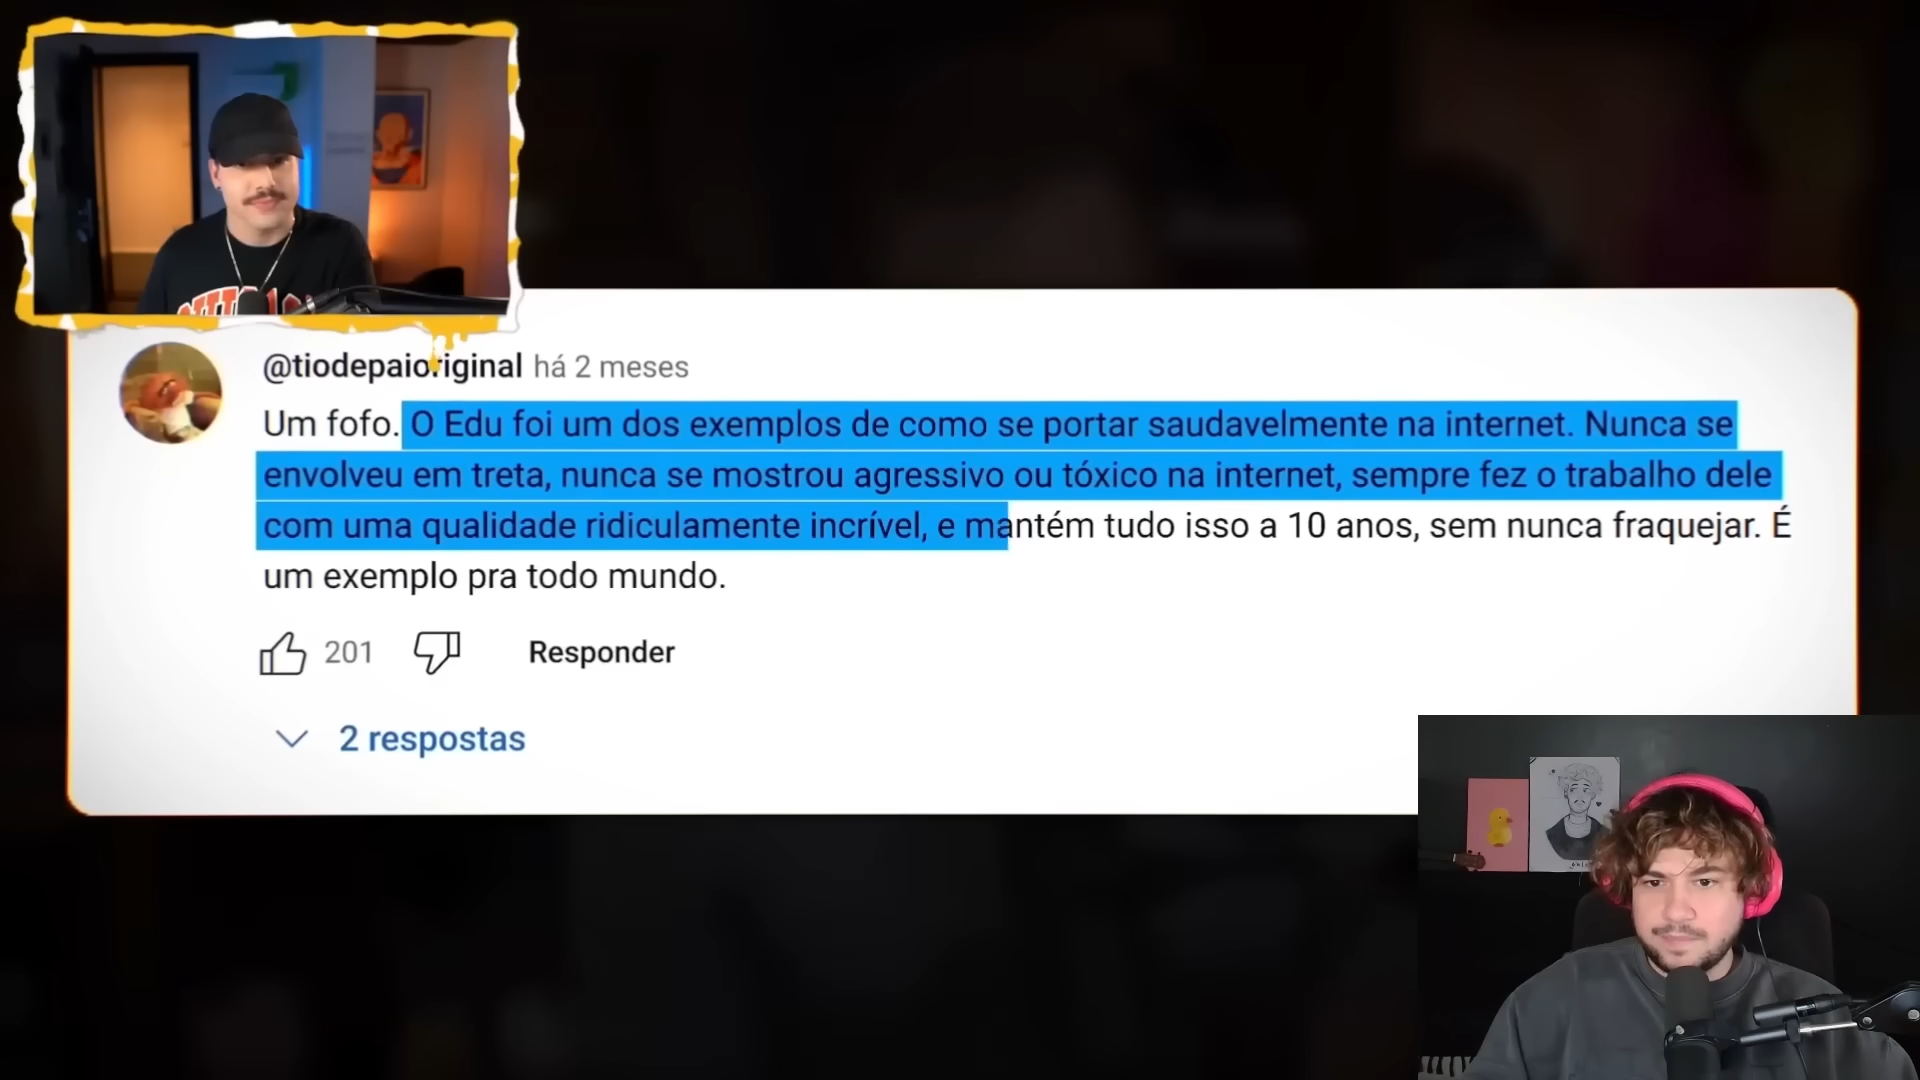 @tiodepaioriginal há 2 meses
Um fofo. O Edu foi um dos exemplos de como se portar saudavelmente na internet. Nunca se
envolveu em treta, nunca se mostrou agressivo ou tóxico na internet, sempre fez o trabalho dele
com uma qualidade ridiculamente incrível, e mantém tudo isso a 10 anos, sem nunca fraquejar. É
um exemplo pra todo mundo.
201 Responder
2 respostas